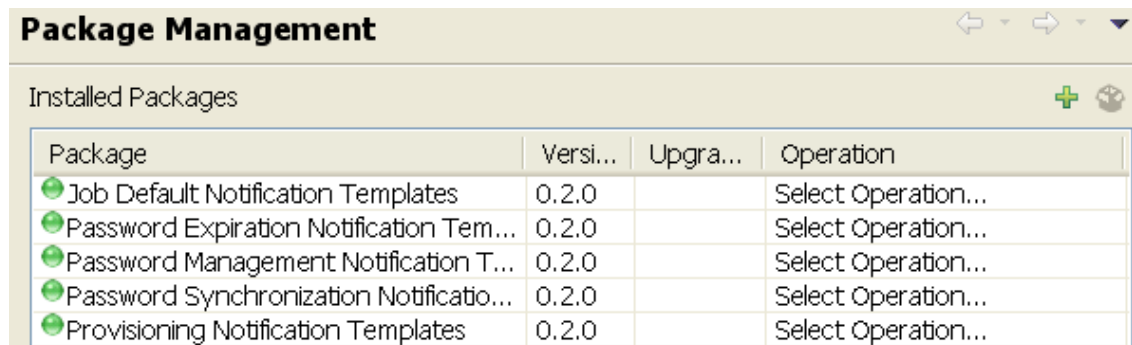 Package Management
Installed Packages
Package Versi... Upgra... Operation
Job Default Notification Templates 0.2.0 Select Operation...
Password Expiration Notification Tem... 0.2.0 Select Operation...
Password Management Notification T... 0.2.0 Select Operation...
Password Synchronization Notificatio... 0.2.0 Select Operation...
Provisioning Notification Templates 0.2.0 Select Operation...